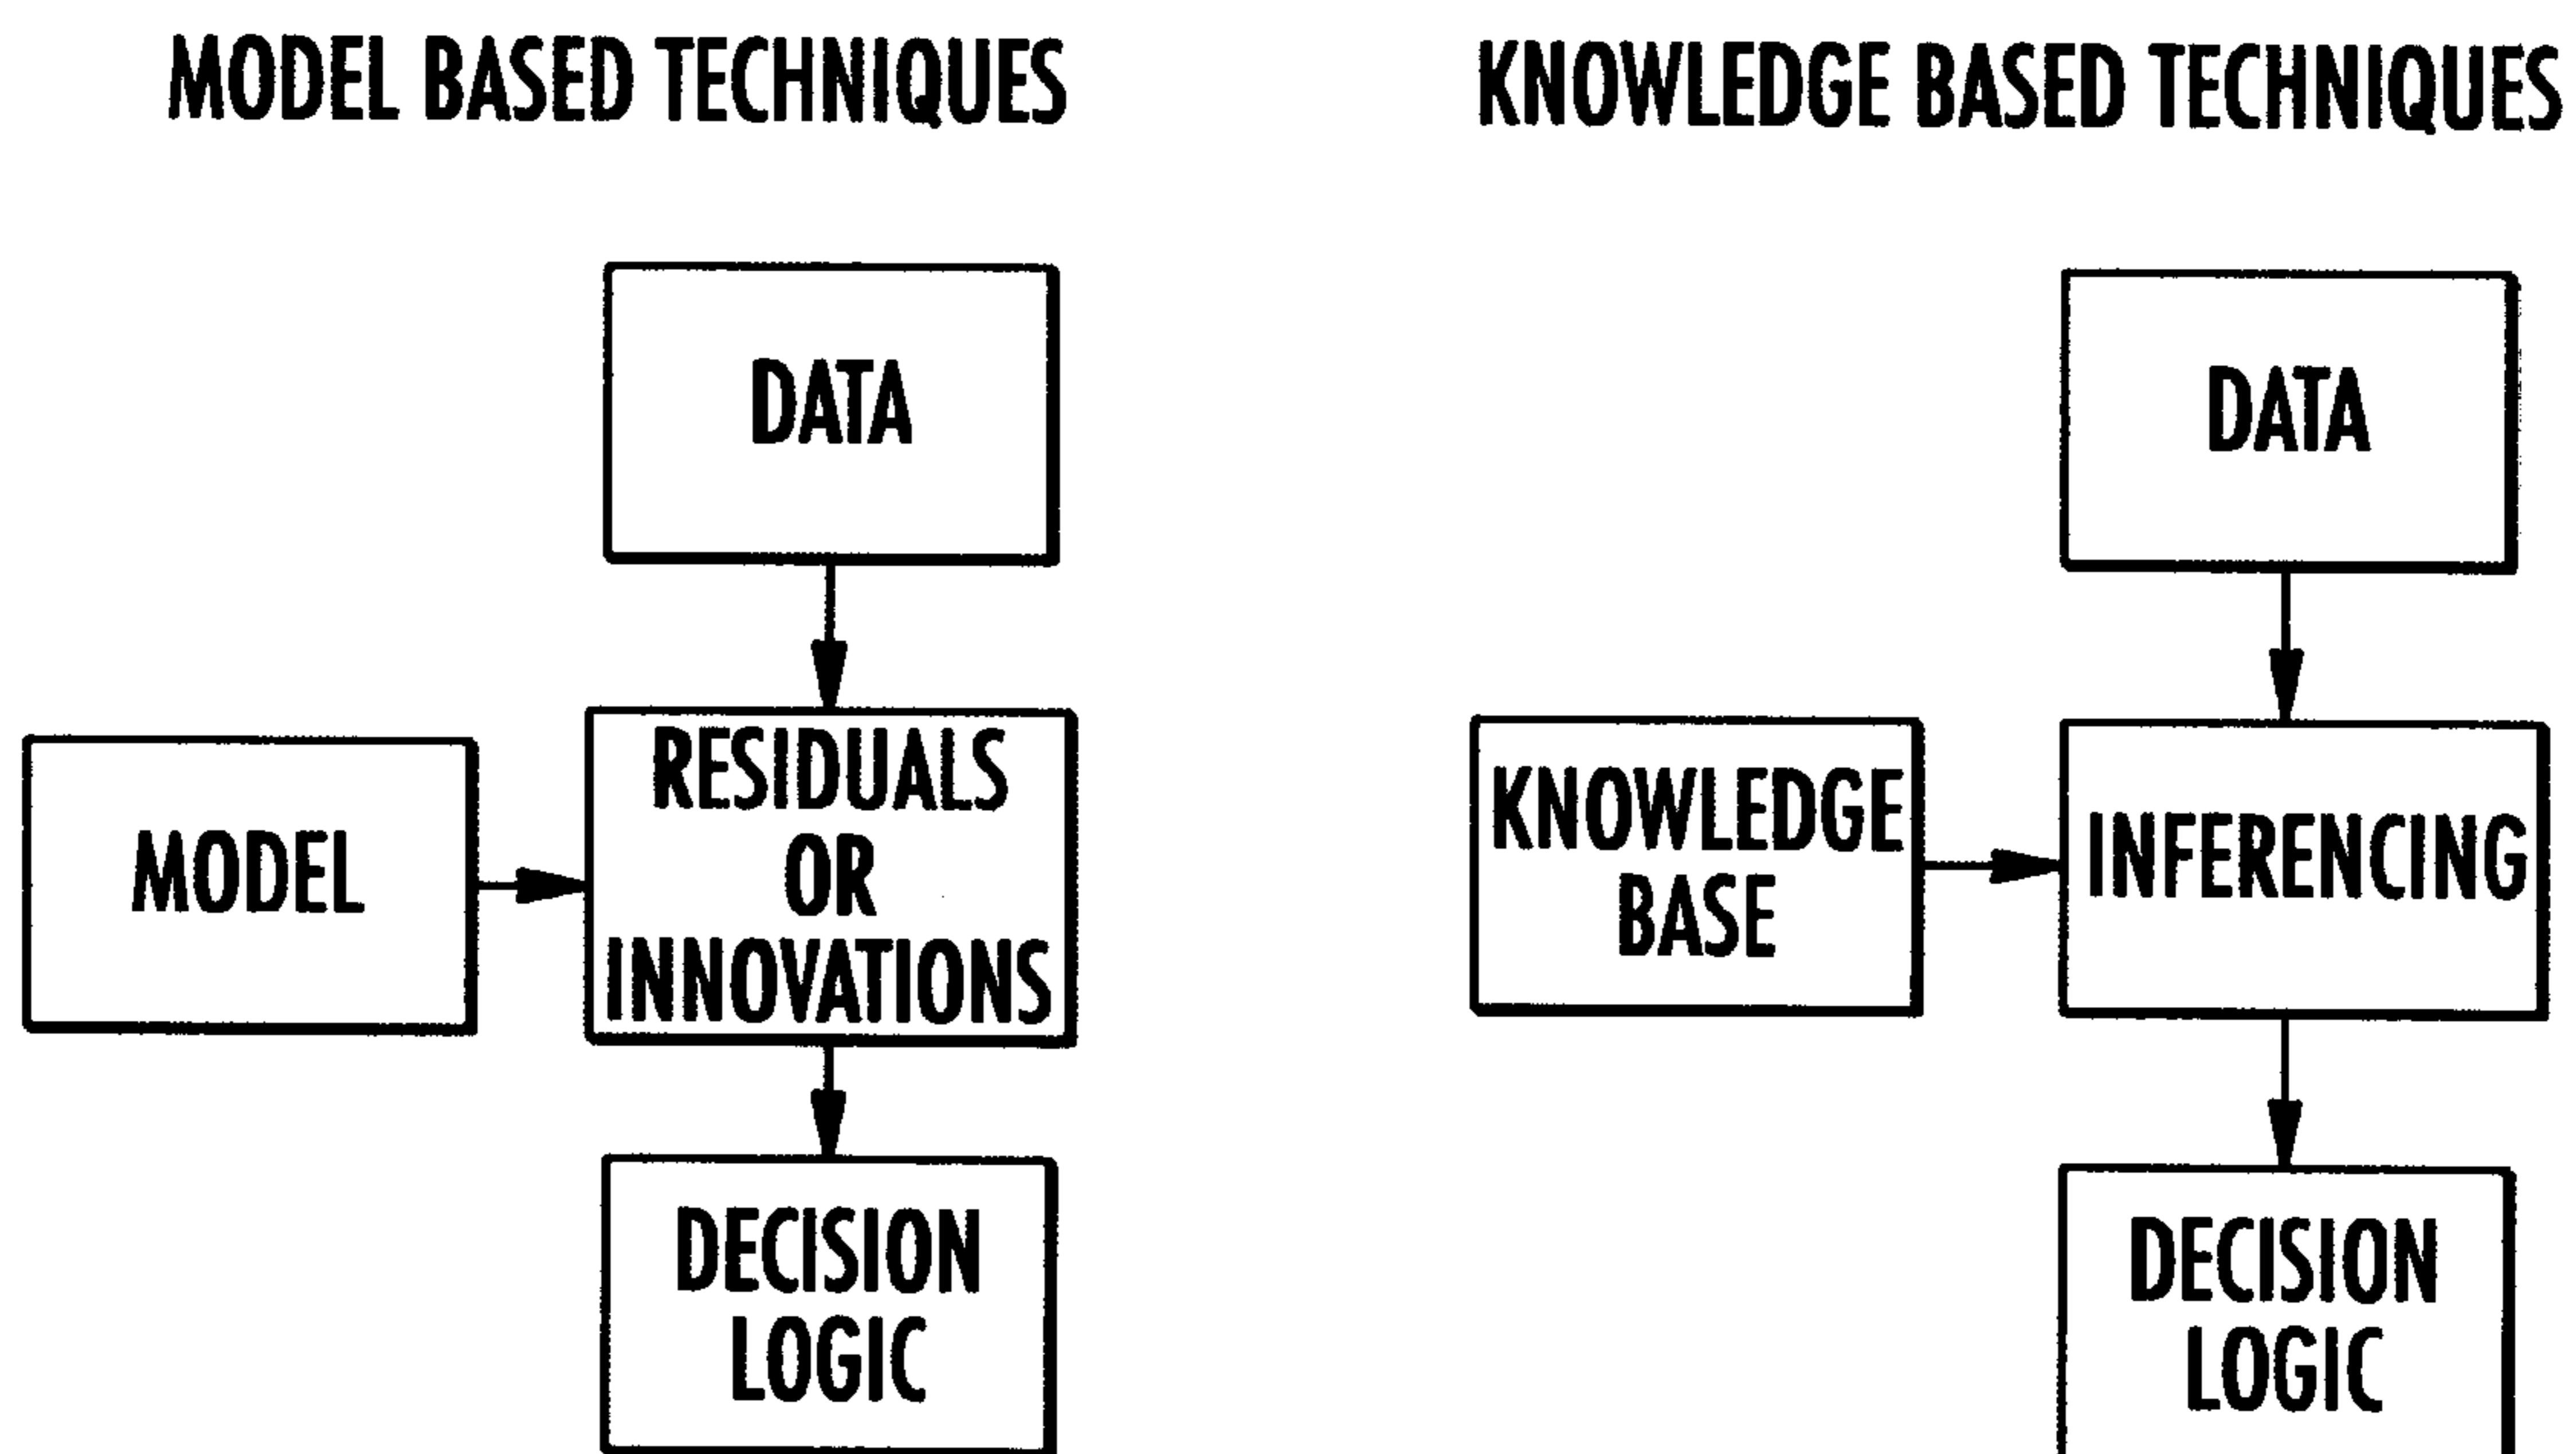 MODEL BASED TECHNIQUES
DATA
MODEL
RESIDUALS
OR
INNOVATIONS
DECISION
LOGIC
KNOWLEDGE BASED TECHNIQUES
DATA
KNOWLEDGE
BASE
INFERENCING
DECISION
LOGIC